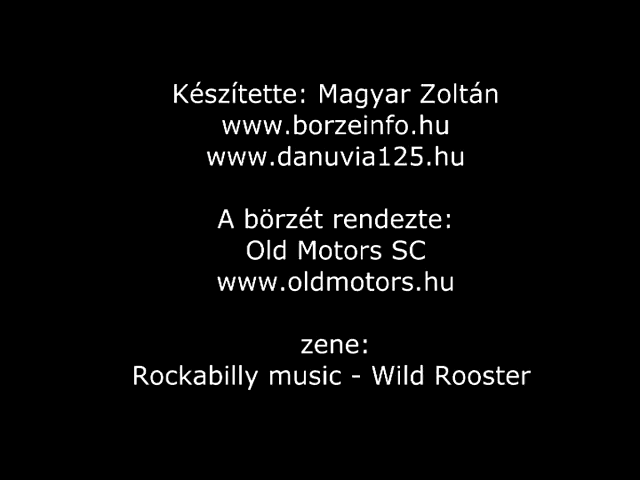 Készítette: Magyar Zoltán
www.borzeinfo.hu
www.danuvia125.hu
A börzét rendezte:
Old Motors SC
www.oldmotors.hu
zene:
Rockabilly music - Wild Rooster